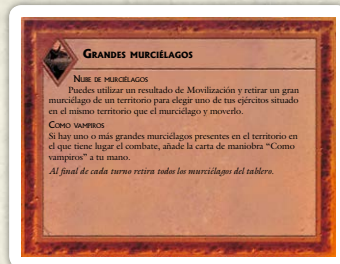 Grandes murciélagos
Nube de murciélagos
Puedes utilizar un resultado de Movilización y retirar un gran
murciélago de un territorio para elegir uno de tus ejércitos situado
en el mismo territorio que el murciélago y moverlo.
Como vampiros
Si hay uno o más grandes murciélagos presentes en el territorio en
el que tiene lugar el combate, añade la carta de maniobra “Como
vampiros” a tu mano.
Al final de cada turno retira todos los murciélagos del tablero.